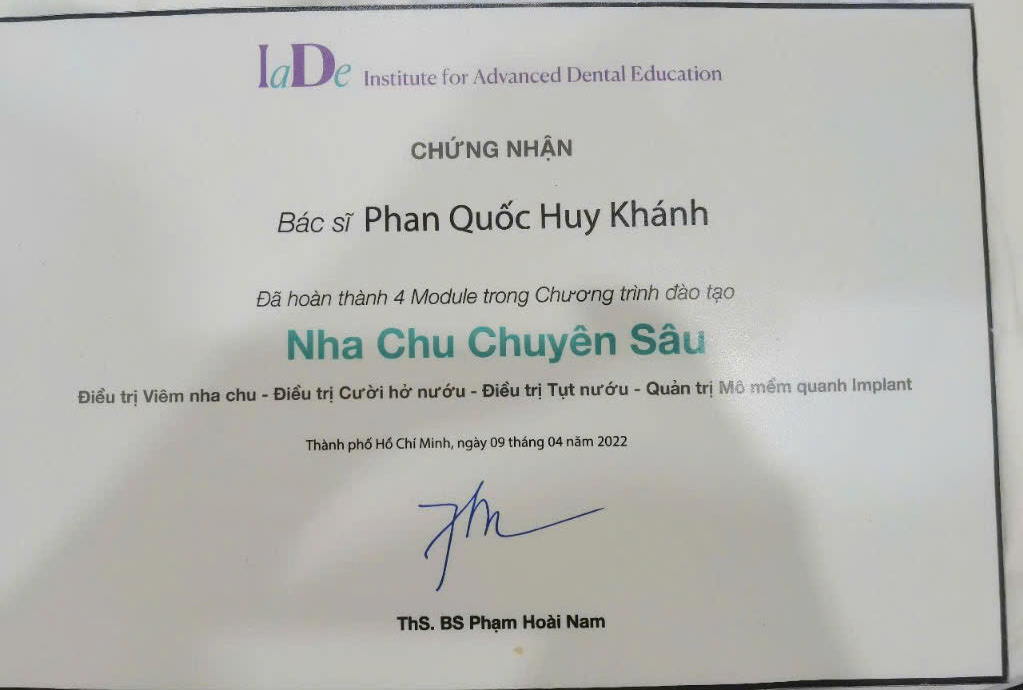 IaDe Institute for Advanced Dental Education
CHỨNG NHẬN
Bác sĩ Phan Quốc Huy Khánh
Đã hoàn thành 4 Module trong Chương trình đào tạo
Nha Chu Chuyên Sâu
Điều trị Viêm nha chu - Điều trị Cười hở nướu - Điều trị Tụt nướu - Quản trị Mô mềm quanh Implant
Thành phố Hồ Chí Minh, ngày 09 tháng 04 năm 2022
ThS. BS Phạm Hoài Nam